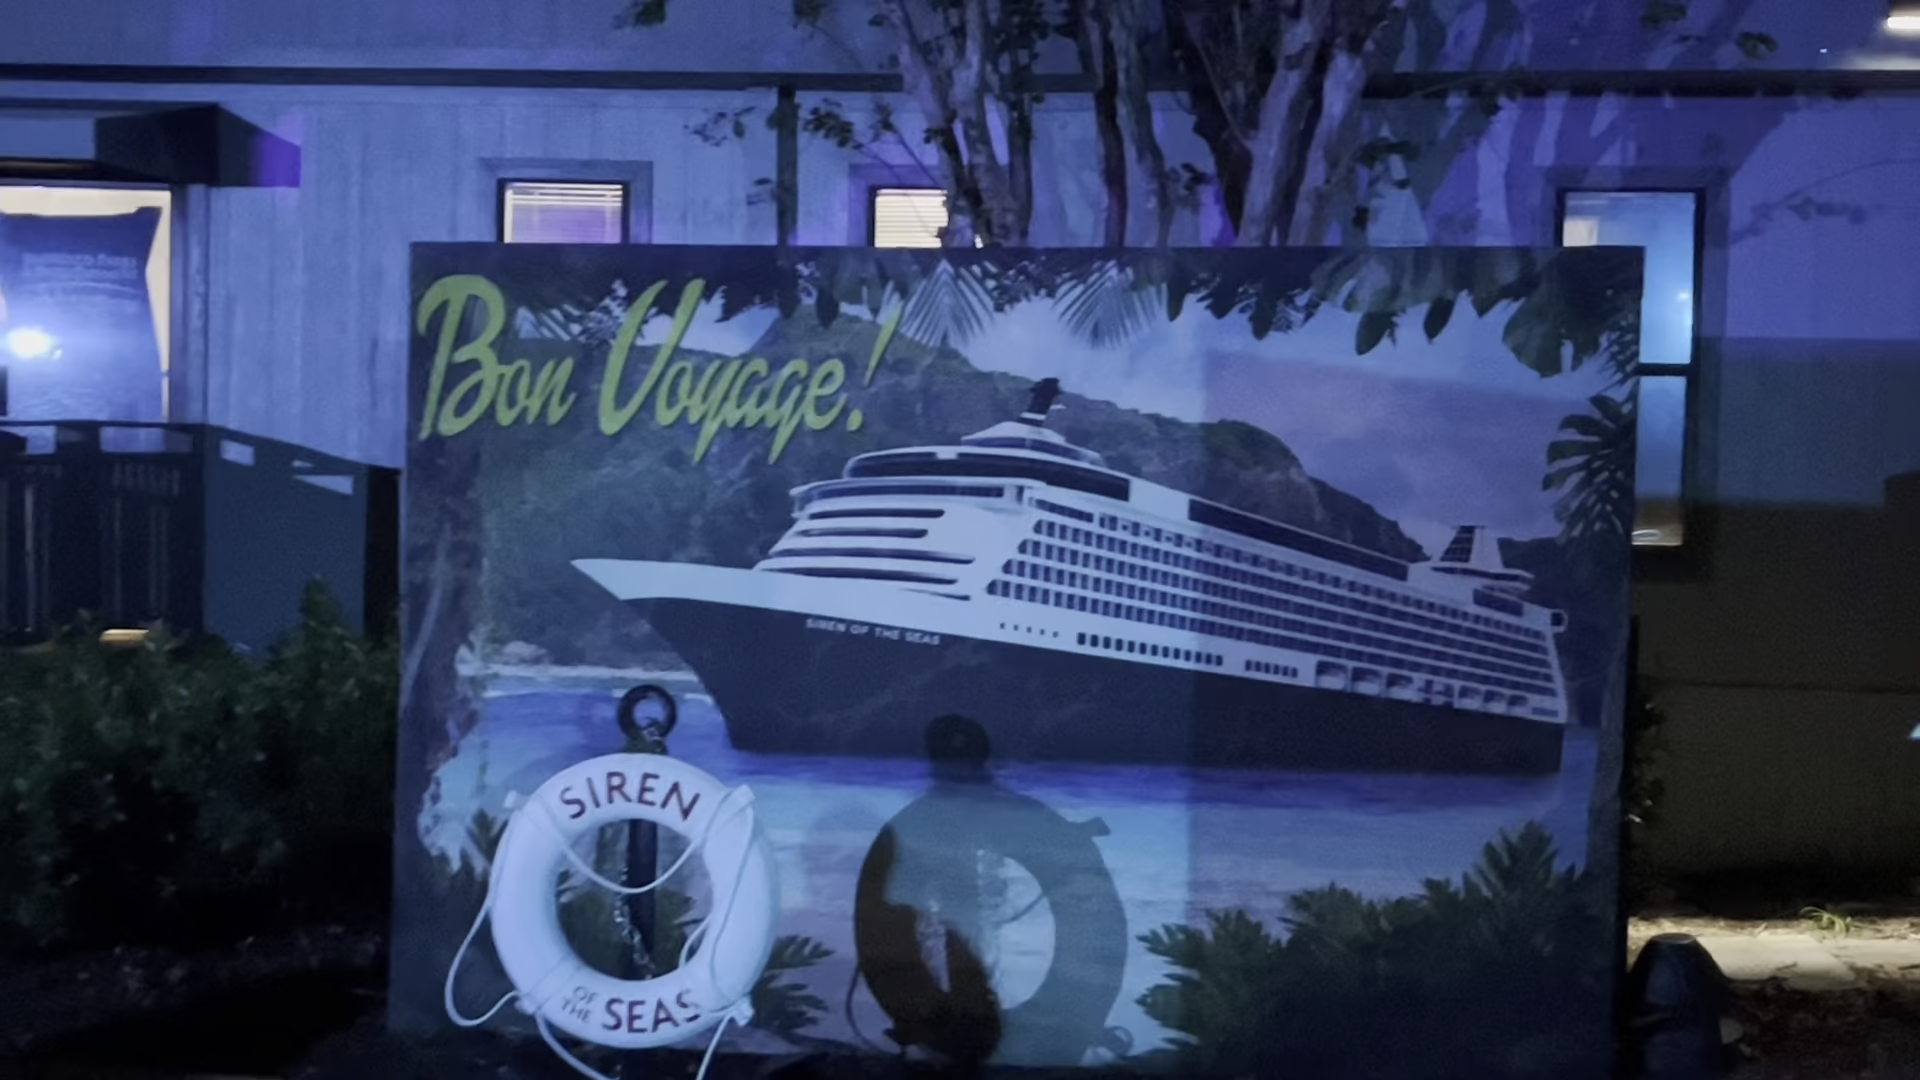 Bon Voyage!
SIREN OF THE SEAS
SIREN
OF
THE SEAS